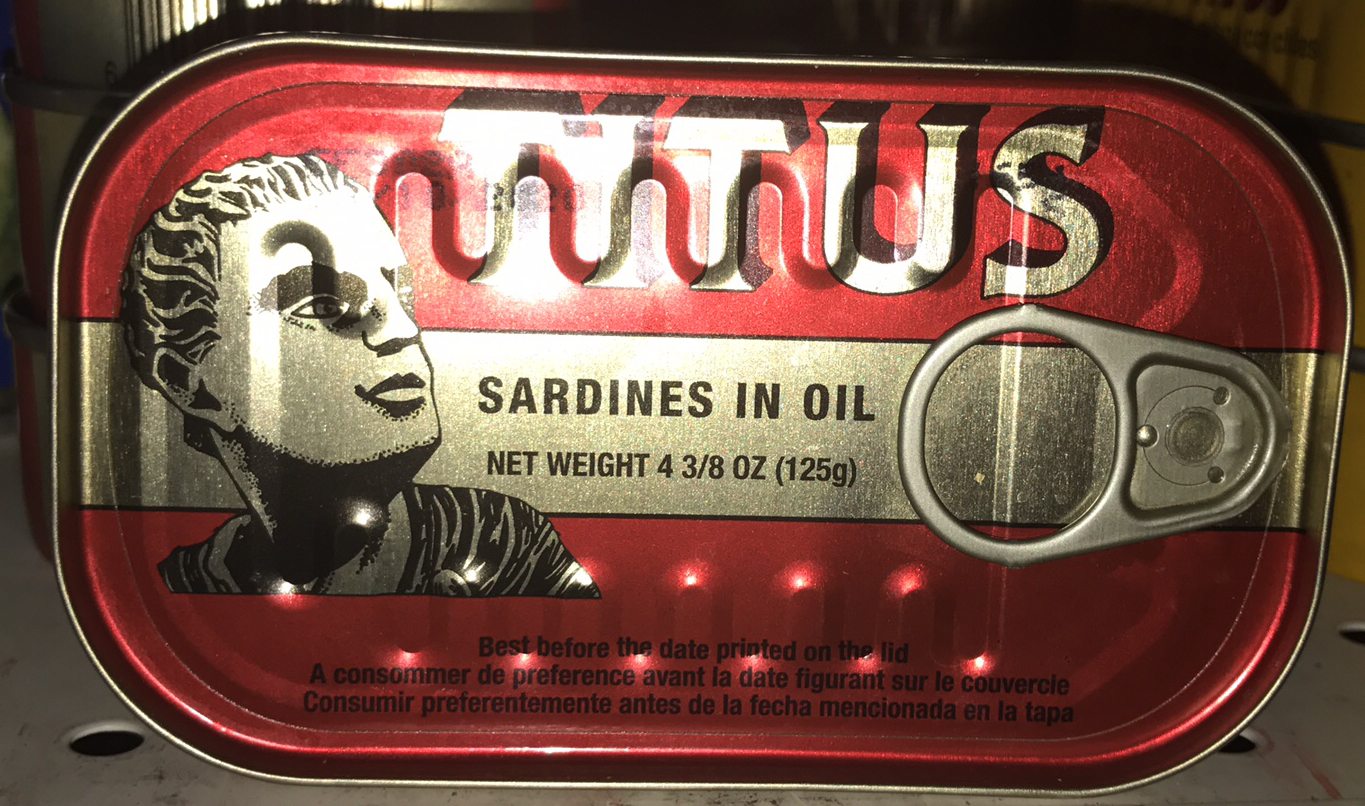 TITUS
SARDINES IN OIL
NET WEIGHT 4 3/8 OZ (125g)
Best before the date printed on the lid
A consommer de preference avant la date figurant sur le couvercle
Consumir preferentemente antes de la fecha mencionada en la tapa